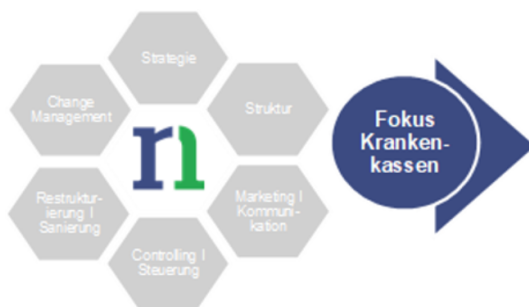 Strategie
Change
Management
Struktur
Restruktur-
ierung I
Sanierung
Marketing I
Kommuni-
kation
Controlling I
Steuerung
Fokus
Kranken-
kassen